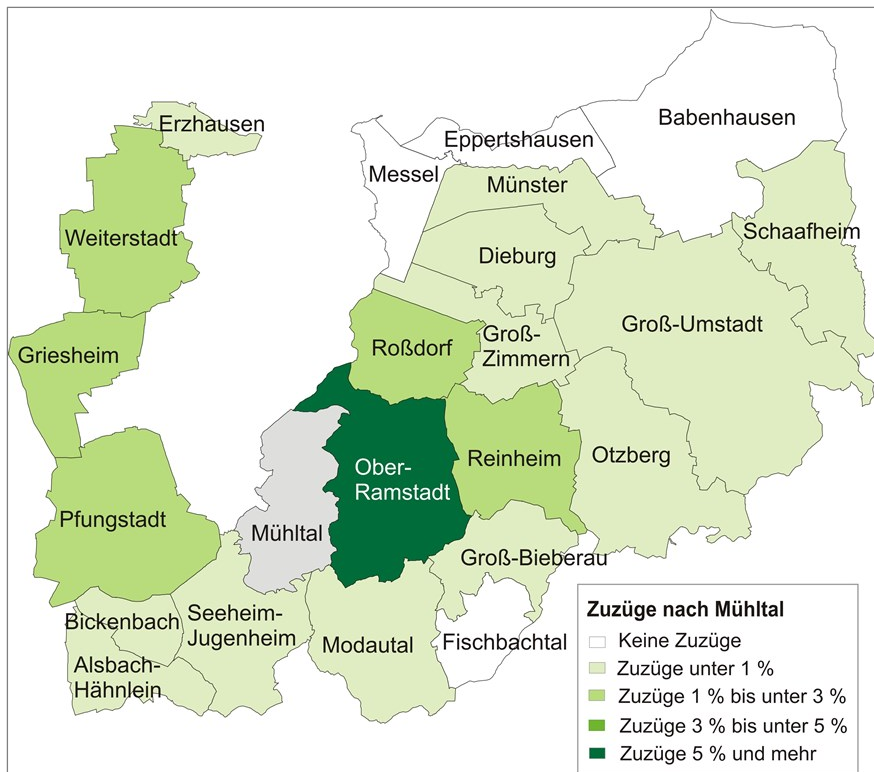 Erzhausen
Babenhausen
Eppertshausen
Messel
Münster
Weiterstadt
Schaafheim
Dieburg
Groß-Umstadt
Griesheim
Roßdorf
Groß-
Zimmern
Ober-
Ramstadt
Reinheim
Otzberg
Pfungstadt
Mühltal
Groß-Bieberau
Bickenbach
Seeheim-
Jugenheim
Modautal
Fischbachtal
Alsbach-
Hähnlein
Zuzüge nach Mühltal
Keine Zuzüge
Zuzüge unter 1 %
Zuzüge 1 % bis unter 3 %
Zuzüge 3 % bis unter 5 %
Zuzüge 5 % und mehr